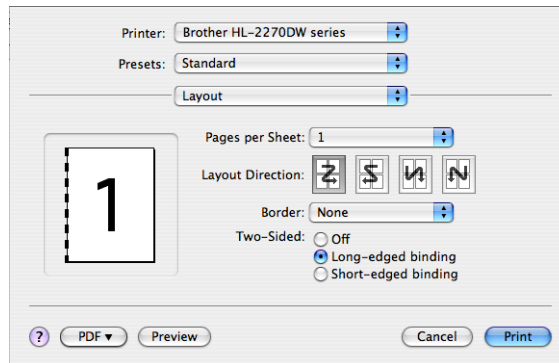 Printer: Brother HL-2270DW series
Presets: Standard
Layout
Pages per Sheet: 1
1
Layout Direction:
Border: None
Two-Sided: Off
Long-edged binding
Short-edged binding
? PDF ▼ Preview Cancel Print